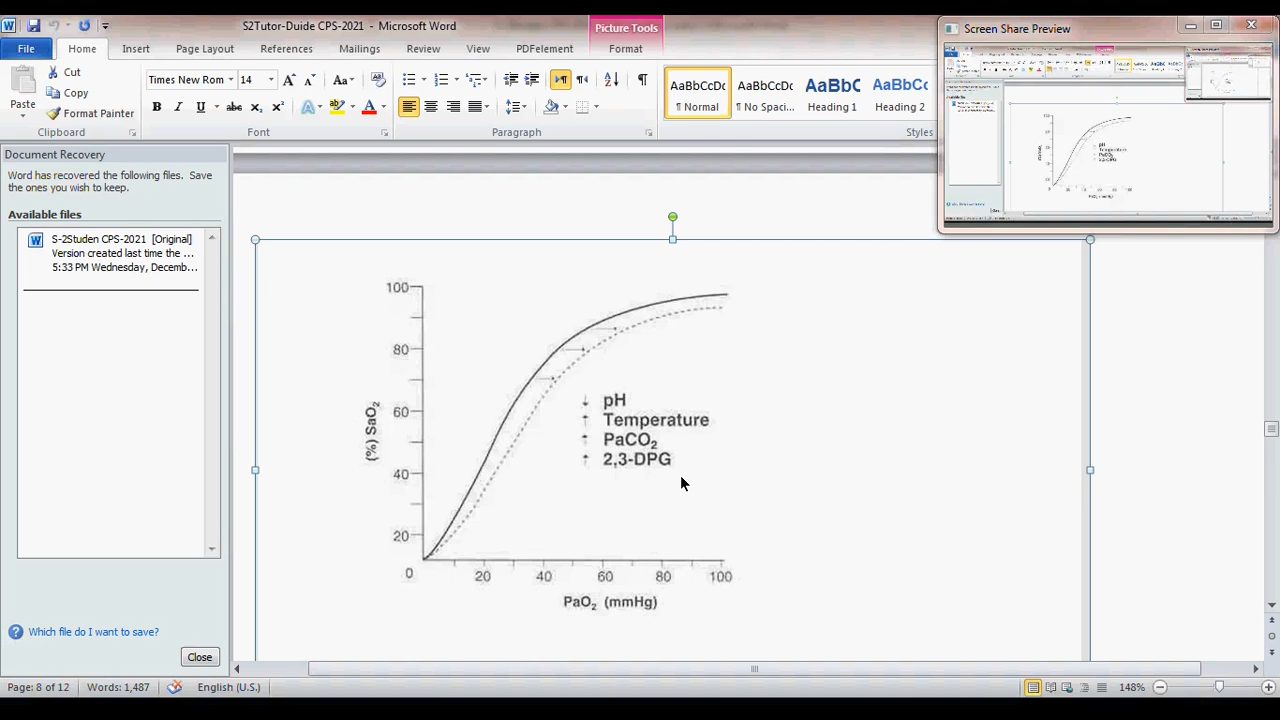 S2Tutor-Duide CPS-2021 - Microsoft Word
Picture Tools
Screen Share Preview
File Home Insert Page Layout References Mailings Review View PDFelement Format
Paste
Cut
Copy
Format Painter
Clipboard
Times New Rom 14
Font
Paragraph
AaBbCcDc AaBbCcDc AaBbC AaBbCc
¶ Normal ¶ No Spaci... Heading 1 Heading 2
Styles
Document Recovery
Word has recovered the following files. Save
the ones you wish to keep.
Available files
S-2Studen CPS-2021 [Original]
Version created last time the ...
5:33 PM Wednesday, Decemb...
Which file do I want to save?
Close
100
80
60
40
20
0
(%) SaO₂
↓ pH
↑ Temperature
↑ PaCO₂
↑ 2,3-DPG
20 40 60 80 100
PaO₂ (mmHg)
Page: 8 of 12 Words: 1,487 English (U.S.) 148%